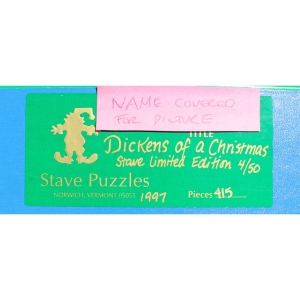 NAME COVERED
FOR PICTURE
TITLE
Dickens of a Christmas
Stave Limited Edition 4/50
Stave Puzzles
NORWICH, VERMONT 05055 1997
Pieces 415